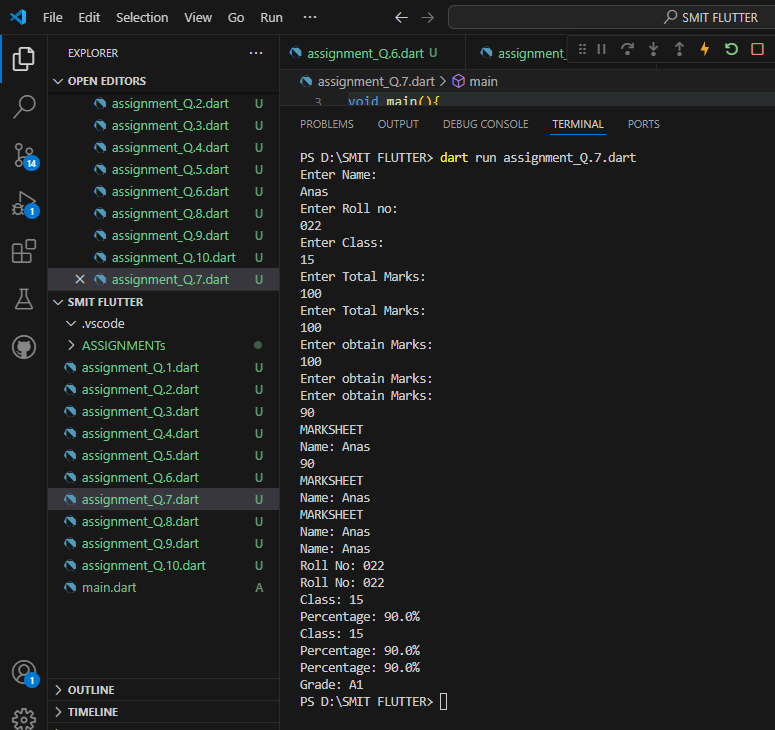 File Edit Selection View Go Run ··· ← → SMIT FLUTTER
EXPLORER ···
OPEN EDITORS
assignment_Q.2.dart U
assignment_Q.3.dart U
assignment_Q.4.dart U
assignment_Q.5.dart U
assignment_Q.6.dart U
assignment_Q.8.dart U
assignment_Q.9.dart U
assignment_Q.10.dart U
assignment_Q.7.dart U
SMIT FLUTTER
.vscode
ASSIGNMENTs
assignment_Q.1.dart U
assignment_Q.2.dart U
assignment_Q.3.dart U
assignment_Q.4.dart U
assignment_Q.5.dart U
assignment_Q.6.dart U
assignment_Q.7.dart U
assignment_Q.8.dart U
assignment_Q.9.dart U
assignment_Q.10.dart U
main.dart A
OUTLINE
TIMELINE
14
1
1
assignment_Q.6.dart U assignment_
assignment_Q.7.dart > main
3 void main(){
PROBLEMS OUTPUT DEBUG CONSOLE TERMINAL PORTS
PS D:\SMIT FLUTTER> dart run assignment_Q.7.dart
Enter Name:
Anas
Enter Roll no:
022
Enter Class:
15
Enter Total Marks:
100
Enter Total Marks:
100
Enter obtain Marks:
100
Enter obtain Marks:
Enter obtain Marks:
90
MARKSHEET
Name: Anas
90
MARKSHEET
Name: Anas
MARKSHEET
Name: Anas
Name: Anas
Roll No: 022
Roll No: 022
Class: 15
Percentage: 90.0%
Class: 15
Percentage: 90.0%
Percentage: 90.0%
Grade: A1
PS D:\SMIT FLUTTER>